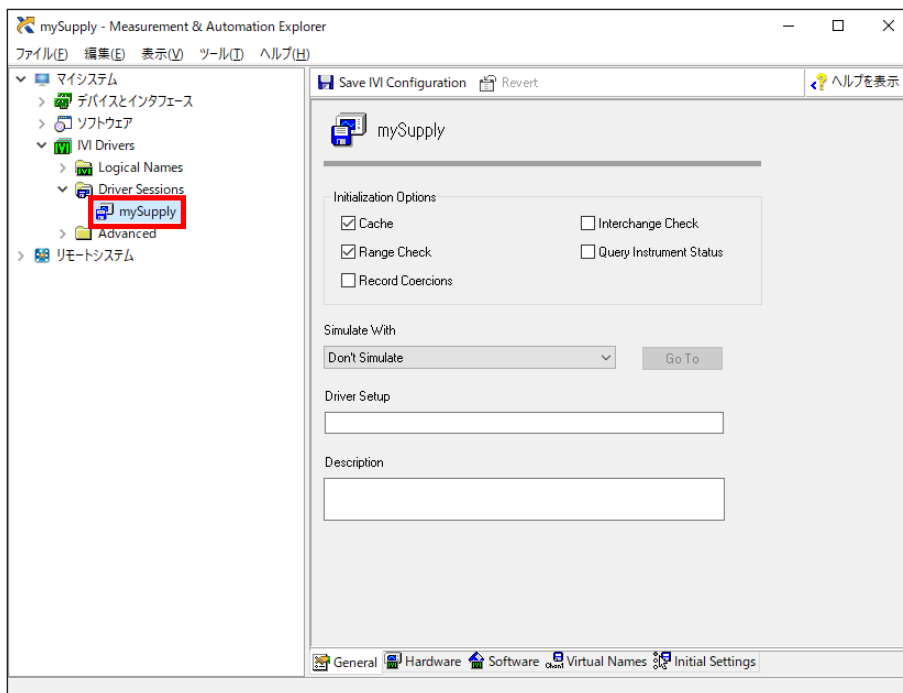 mySupply - Measurement & Automation Explorer
ファイル(F) 編集(E) 表示(V) ツール(T) ヘルプ(H)
マイシステム
デバイスとインタフェース
ソフトウェア
IVI Drivers
Logical Names
Driver Sessions
mySupply
Advanced
リモートシステム
Save IVI Configuration Revert ヘルプを表示
mySupply
Initialization Options
Cache Interchange Check
Range Check Query Instrument Status
Record Coercions
Simulate With
Don't Simulate Go To
Driver Setup
Description
General Hardware Software Virtual Names Initial Settings